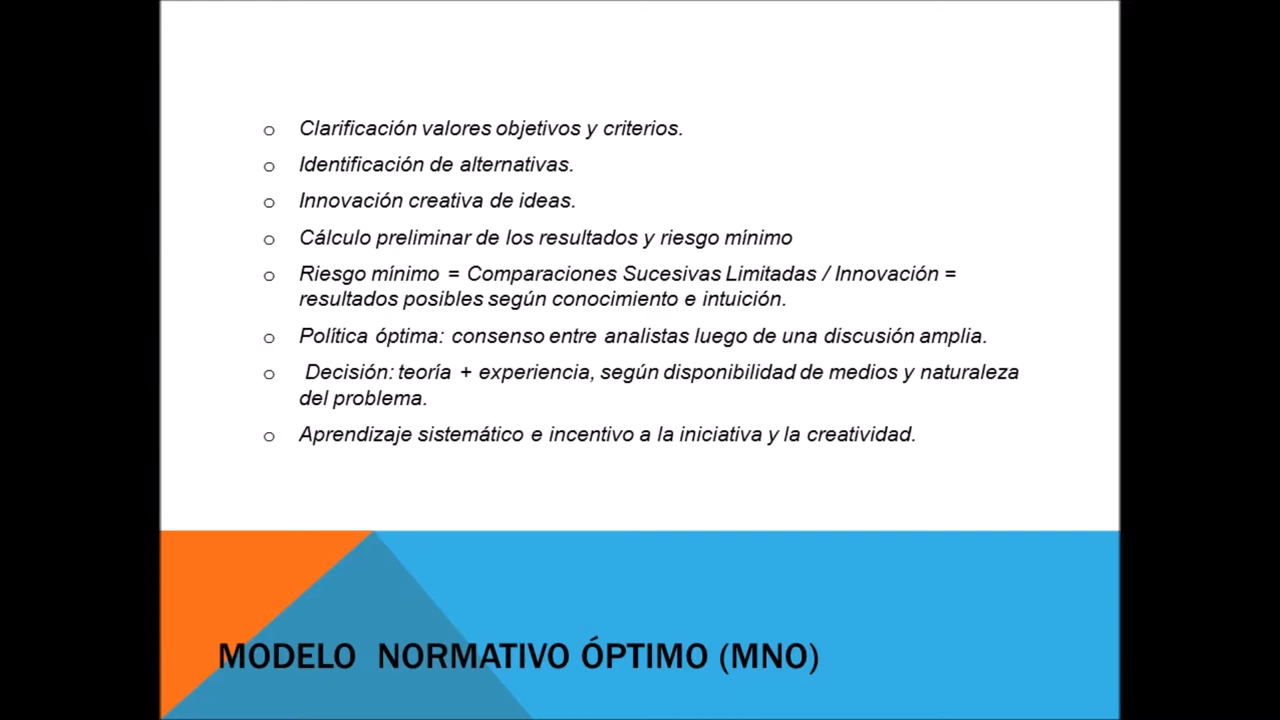 o Clarificación valores objetivos y criterios.
o Identificación de alternativas.
o Innovación creativa de ideas.
o Cálculo preliminar de los resultados y riesgo mínimo
o Riesgo mínimo = Comparaciones Sucesivas Limitadas / Innovación =
resultados posibles según conocimiento e intuición.
o Política óptima: consenso entre analistas luego de una discusión amplia.
o Decisión: teoría + experiencia, según disponibilidad de medios y naturaleza
del problema.
o Aprendizaje sistemático e incentivo a la iniciativa y la creatividad.
MODELO NORMATIVO ÓPTIMO (MNO)